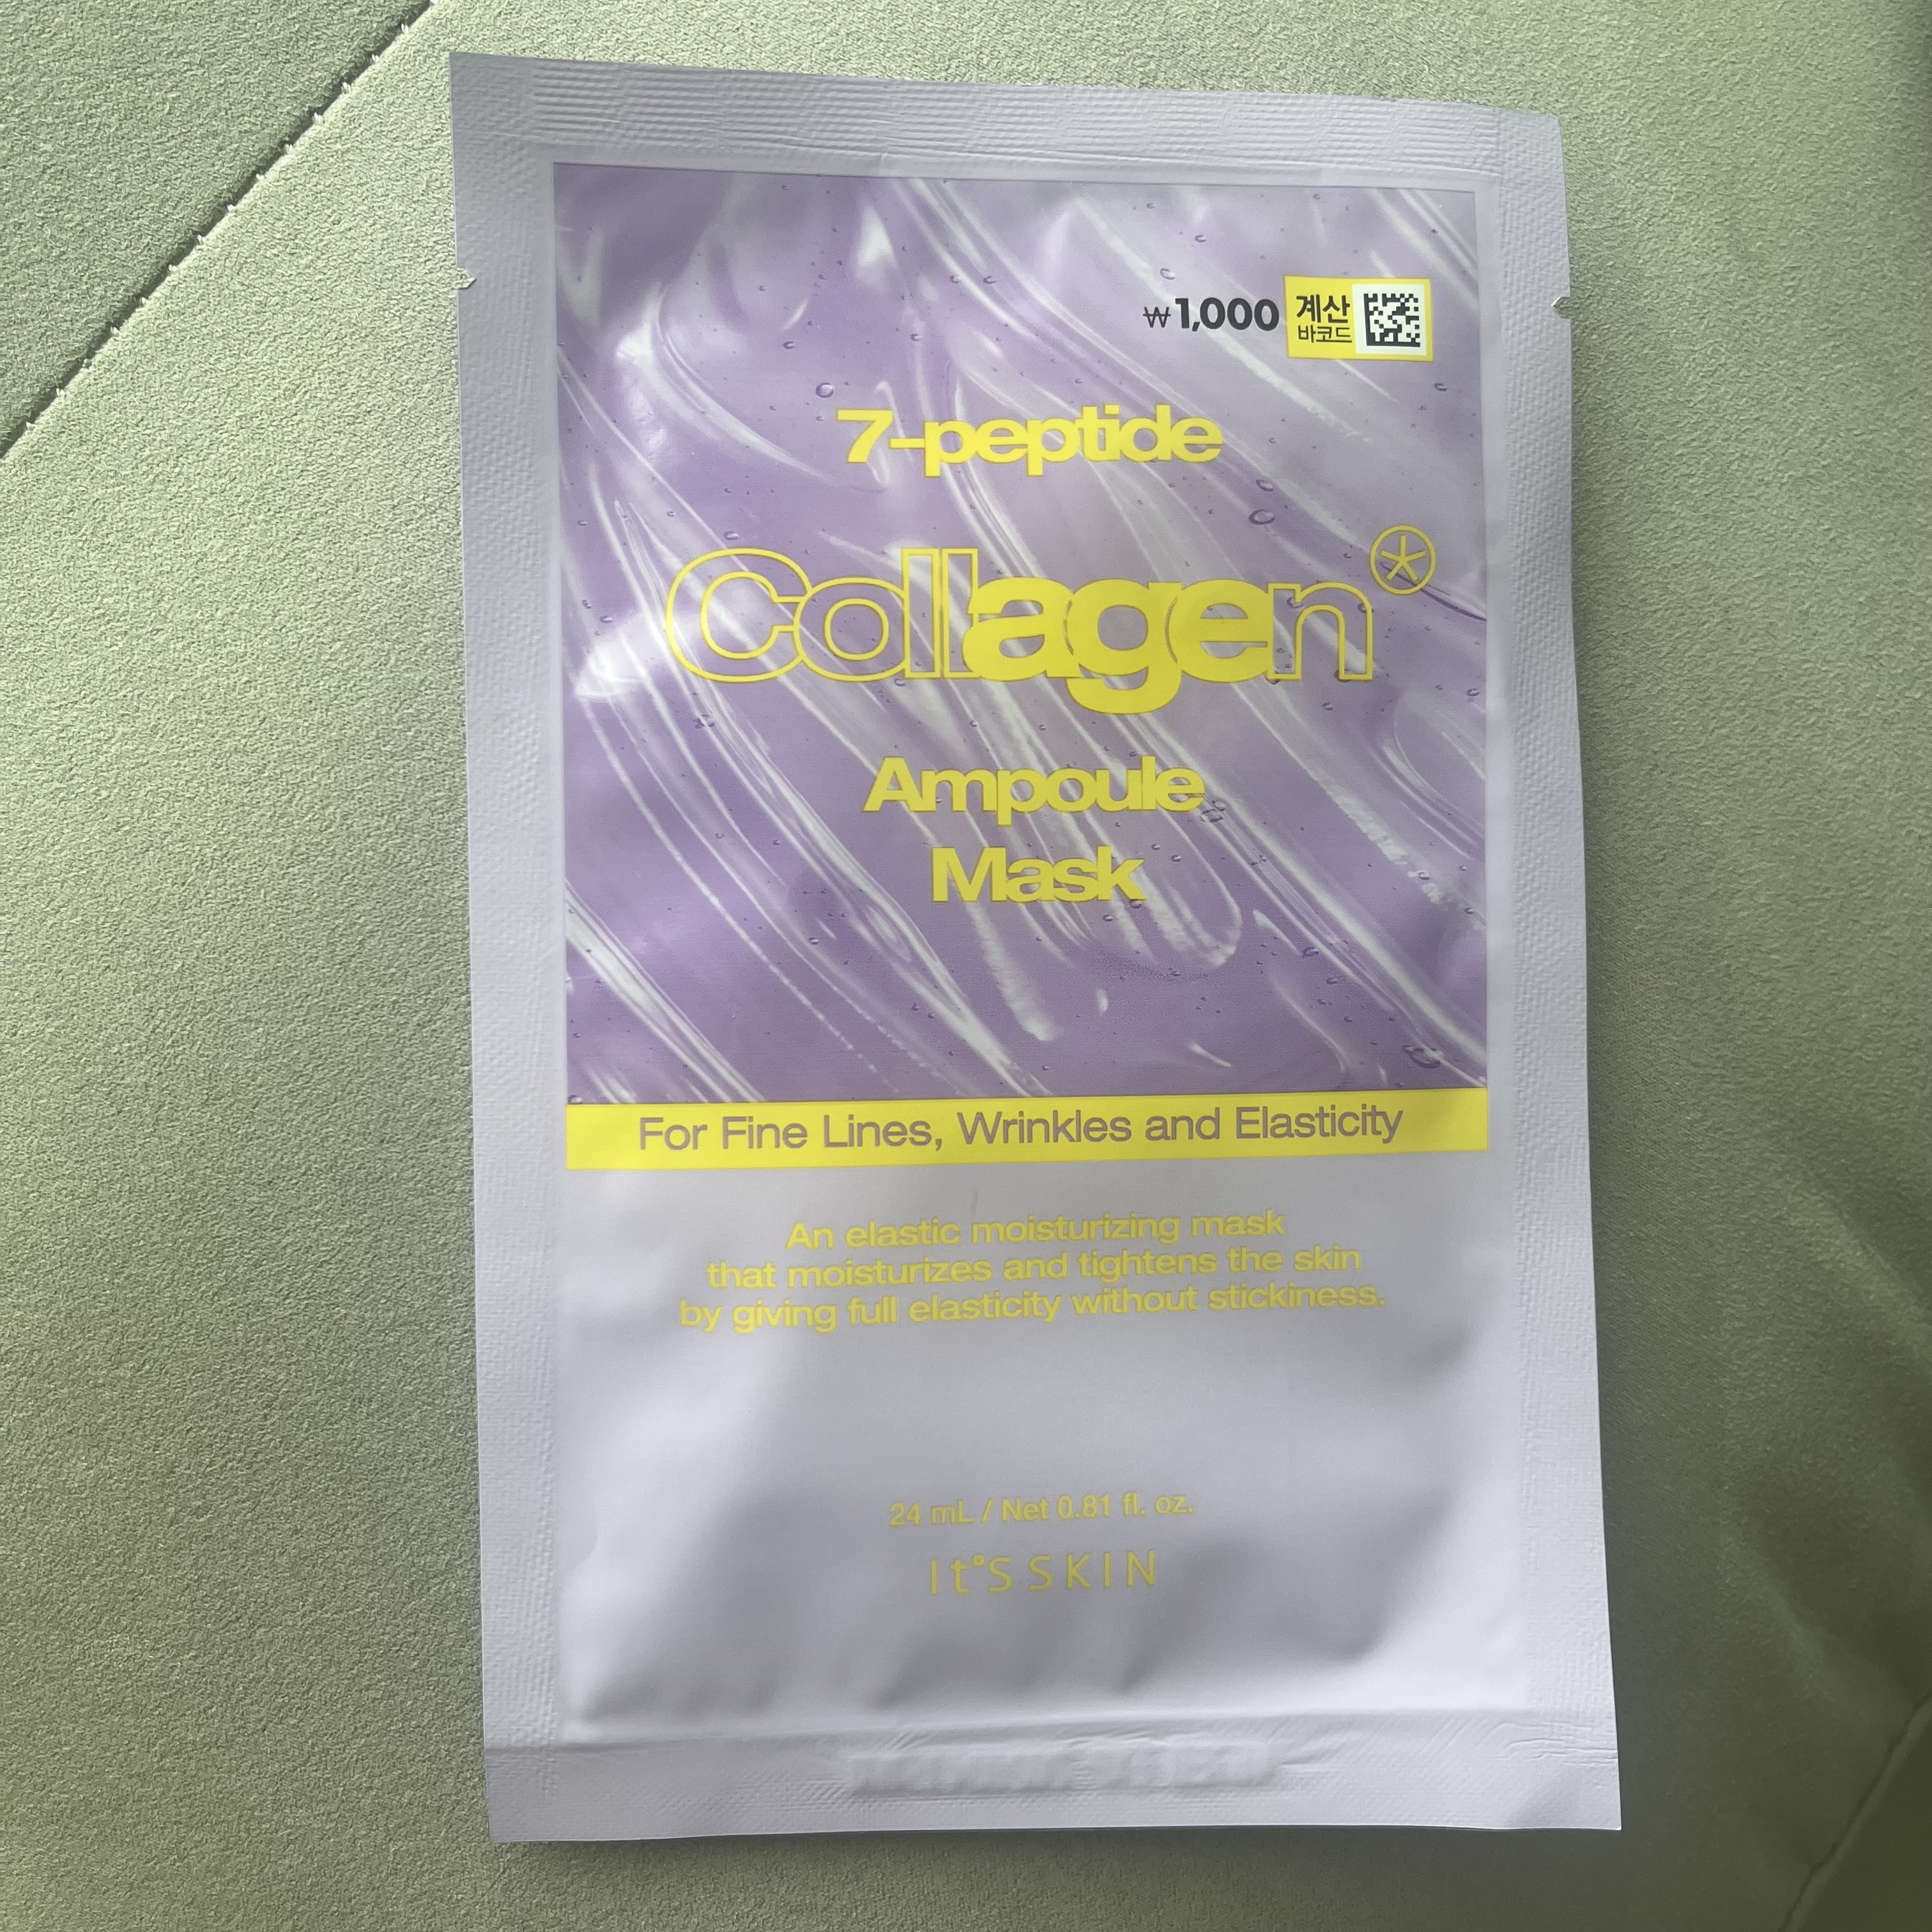 ₩1,000 계산
바코드
7-peptide
Collagen
Ampoule
Mask
For Fine Lines, Wrinkles and Elasticity
An elastic moisturizing mask
that moisturizes and tightens the skin
by giving full elasticity without stickiness.
24 mL / Net 0.81 fl. oz.
It'S SKIN